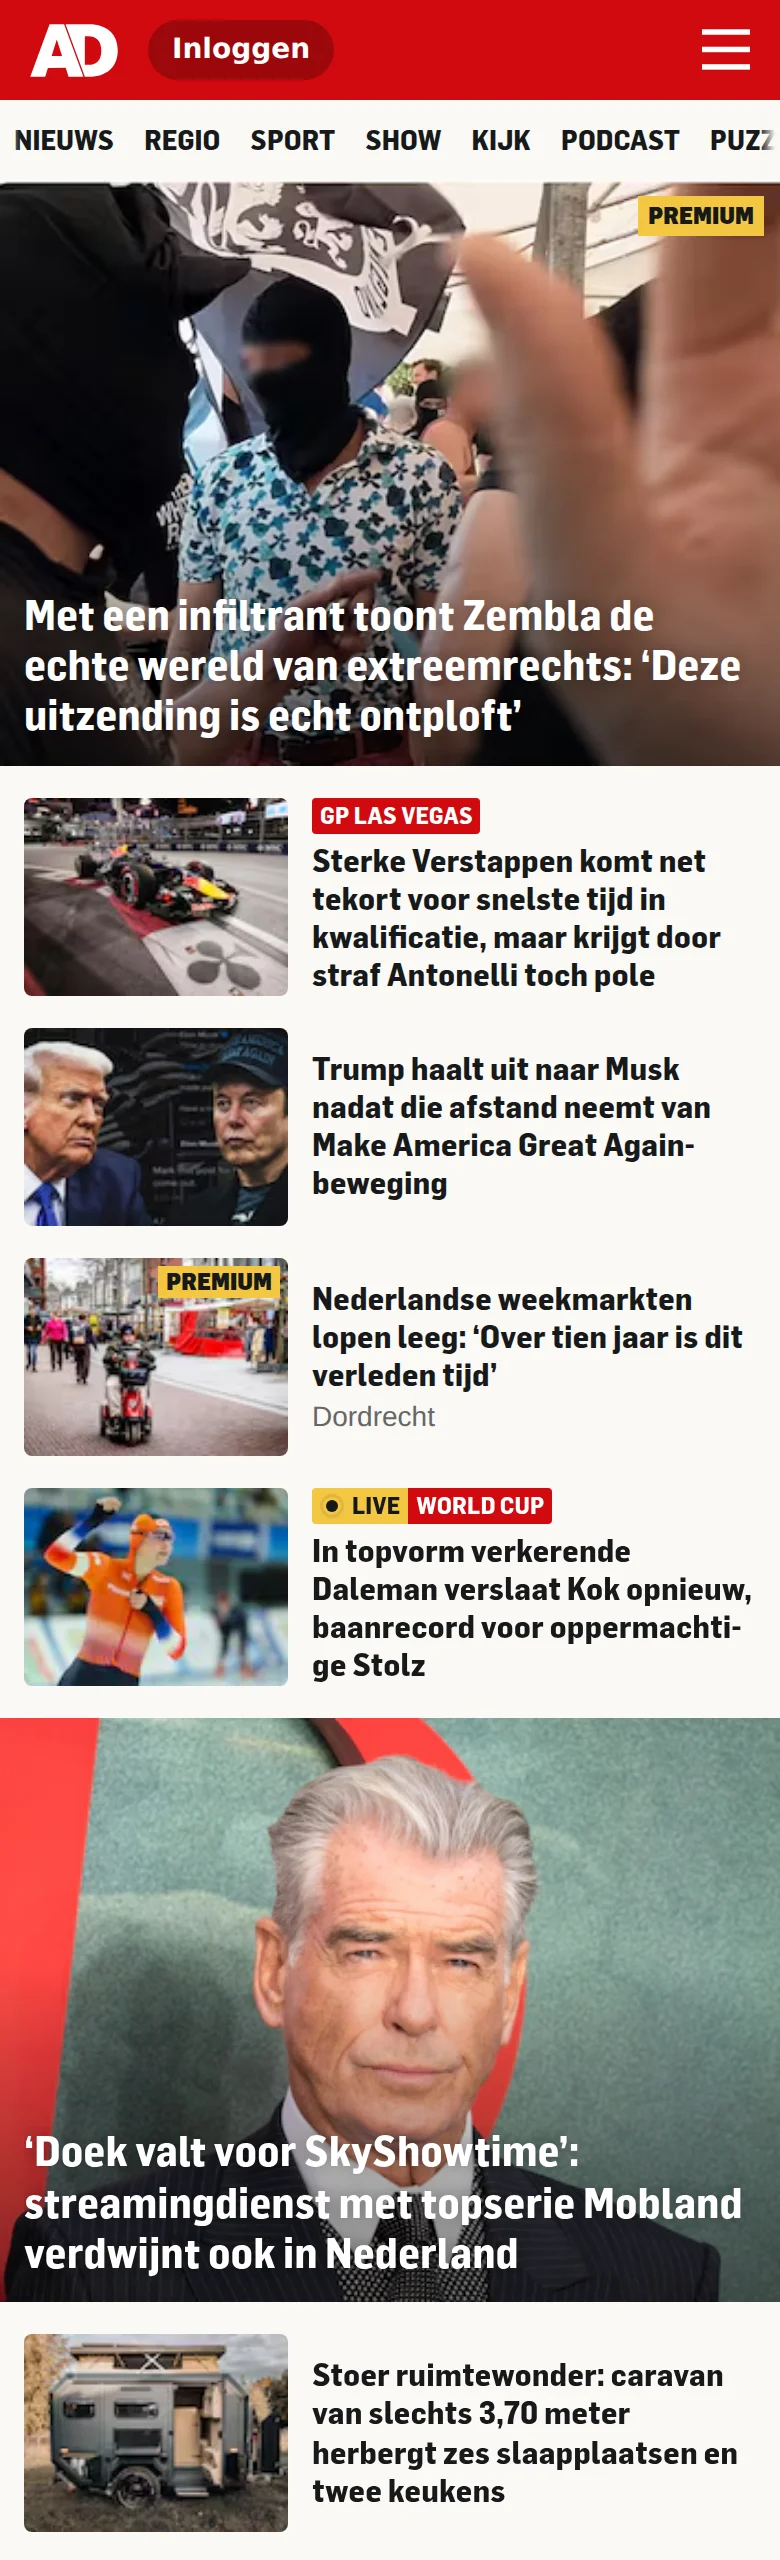 AD
Inloggen
NIEUWS REGIO SPORT SHOW KIJK PODCAST PUZZ
PREMIUM
Met een infiltrant toont Zembla de
echte wereld van extreemrechts: ‘Deze
uitzending is echt ontploft’
GP LAS VEGAS
Sterke Verstappen komt net
tekort voor snelste tijd in
kwalificatie, maar krijgt door
straf Antonelli toch pole
Trump haalt uit naar Musk
nadat die afstand neemt van
Make America Great Again-
beweging
PREMIUM
Nederlandse weekmarkten
lopen leeg: ‘Over tien jaar is dit
verleden tijd’
Dordrecht
LIVE WORLD CUP
In topvorm verkerende
Daleman verslaat Kok opnieuw,
baanrecord voor oppermachti-
ge Stolz
‘Doek valt voor SkyShowtime’:
streamingdienst met topserie Mobland
verdwijnt ook in Nederland
Stoer ruimtewonder: caravan
van slechts 3,70 meter
herbergt zes slaapplaatsen en
twee keukens